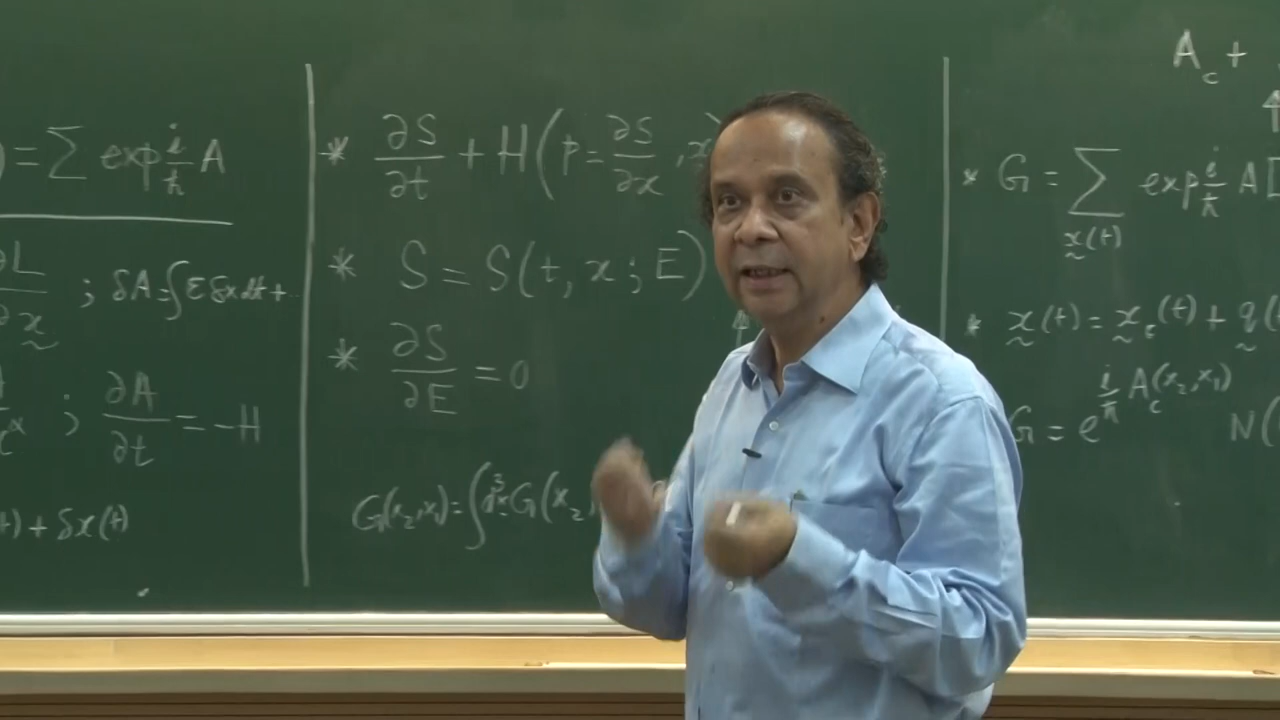 ) = ∑ exp i/ħ A
∂L/∂x ; δA = ∫ E δx dt + ..
; ∂A/∂t = -H
t) + δx(t)
* ∂S/∂t + H(p = ∂S/∂x , x
* S = S(t, x ; E)
* ∂S/∂E = 0
G(x₂, x₁) = ∫ d³x G(x₂,
A_c +
* G = ∑ exp i/ħ A[
x(t)
* x(t) = x_c(t) + q(
G = e^{i/ħ A_c(x₂, x₁)} N(